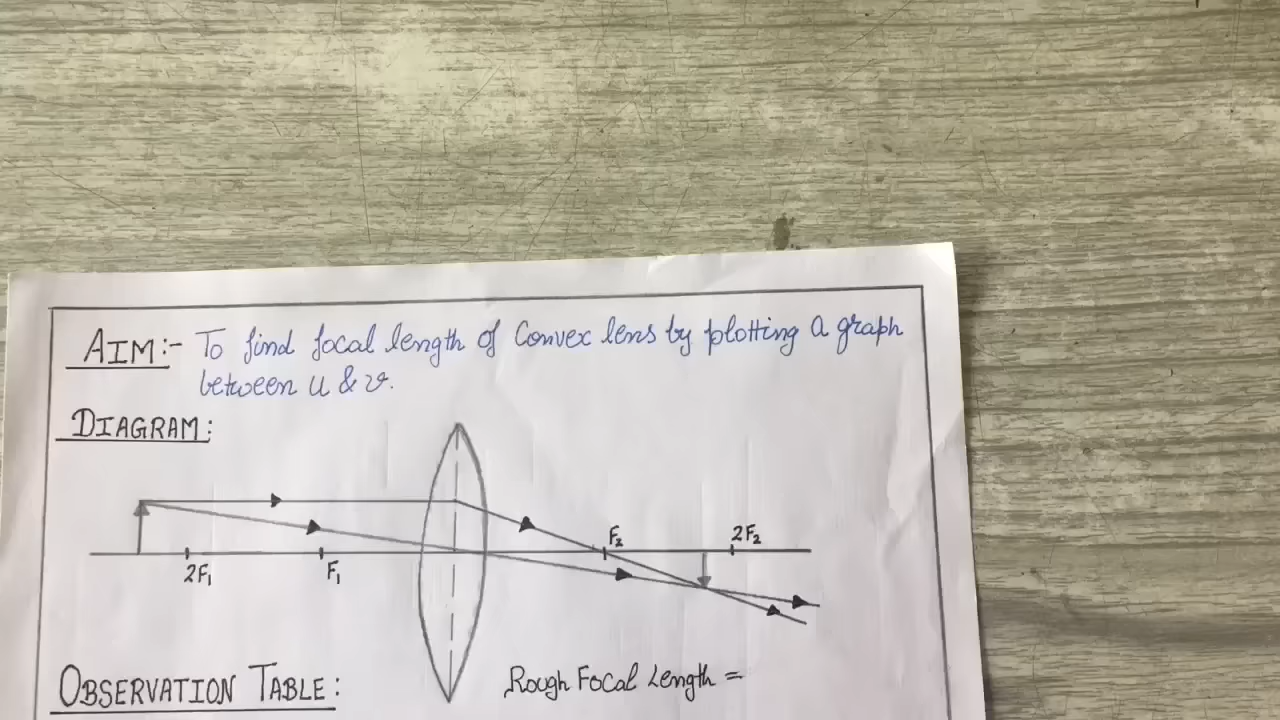 AIM:- To find focal length of Convex lens by plotting a graph
between u & v.
DIAGRAM:
F₂
2F₂
2F₁
F₁
OBSERVATION TABLE:
Rough Focal Length =